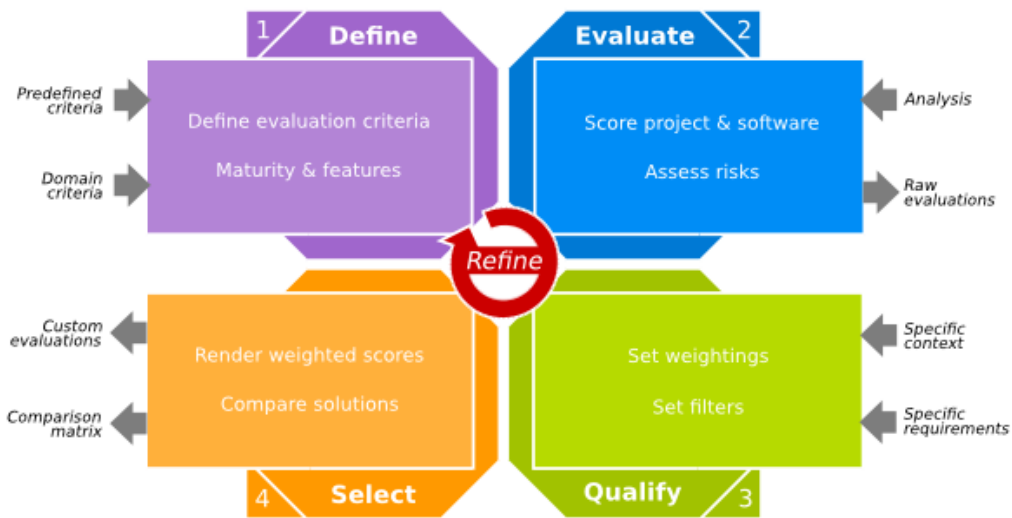 1
Define
Predefined
criteria
Domain
criteria
Define evaluation criteria
Maturity & features
Evaluate
2
Score project & software
Assess risks
Analysis
Raw
evaluations
Refine
Custom
evaluations
Comparison
matrix
Render weighted scores
Compare solutions
4
Select
Set weightings
Set filters
Specific
context
Specific
requirements
Qualify
3